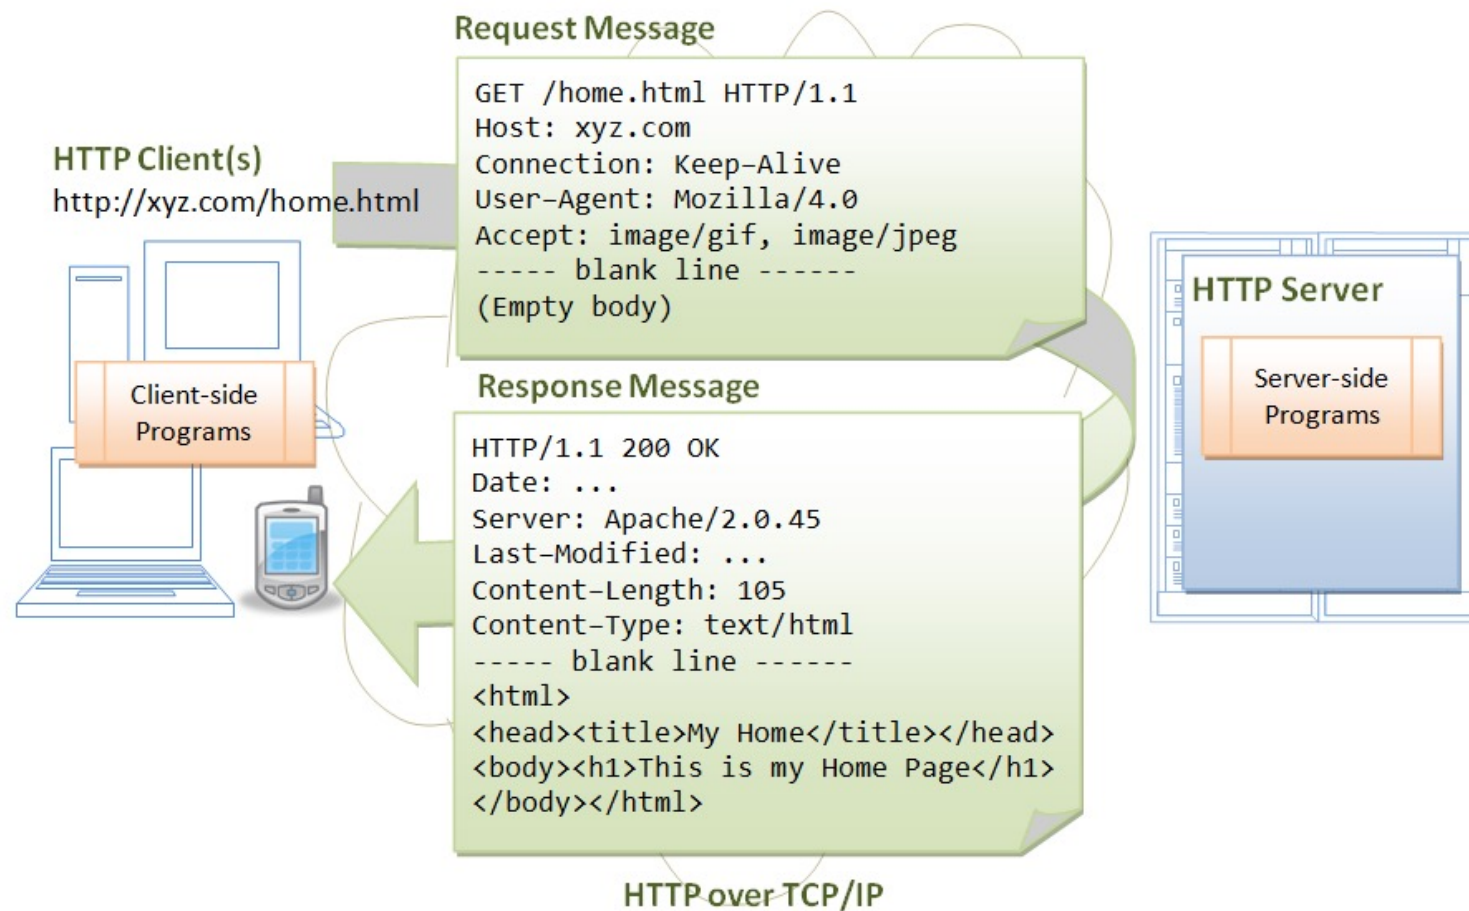 Request Message
GET /home.html HTTP/1.1
Host: xyz.com
Connection: Keep–Alive
User–Agent: Mozilla/4.0
Accept: image/gif, image/jpeg
----- blank line ------
(Empty body)
HTTP Client(s)
http://xyz.com/home.html
Client-side
Programs
HTTP Server
Server-side
Programs
Response Message
HTTP/1.1 200 OK
Date: ...
Server: Apache/2.0.45
Last–Modified: ...
Content–Length: 105
Content–Type: text/html
----- blank line ------
<html>
<head><title>My Home</title></head>
<body><h1>This is my Home Page</h1>
</body></html>
HTTP over TCP/IP